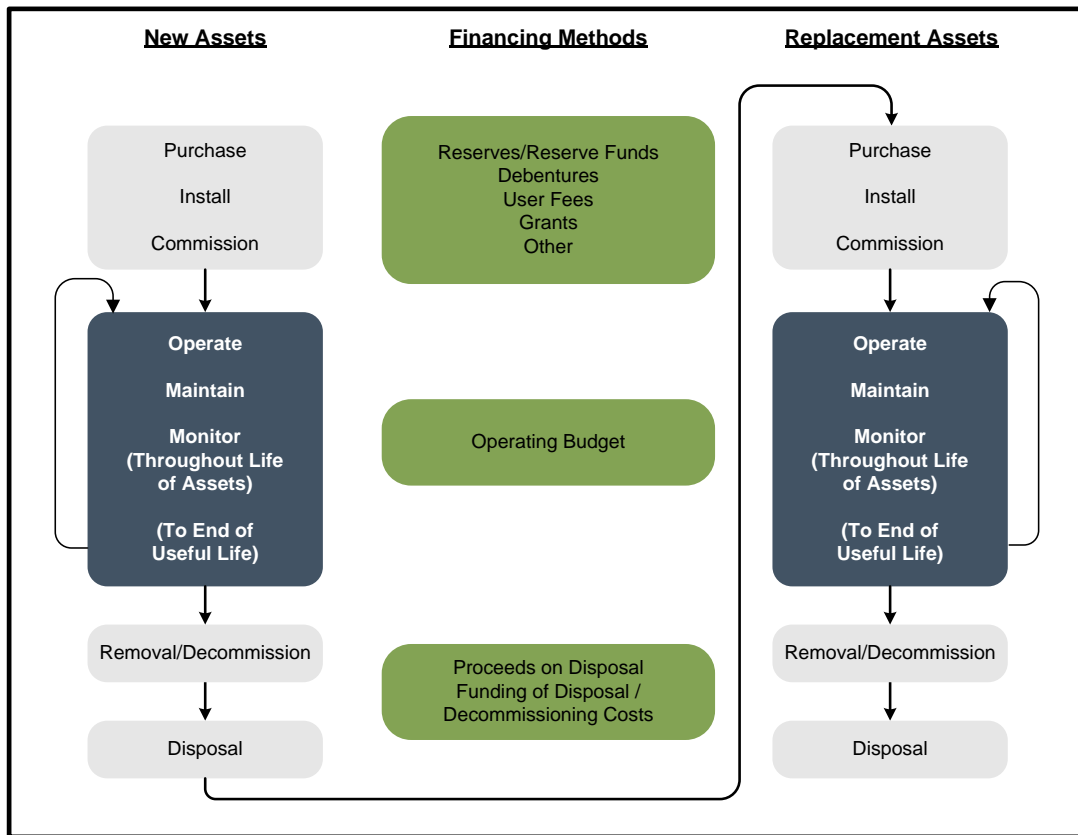 New Assets
Purchase
Install
Commission
Operate
Maintain
Monitor
(Throughout Life
of Assets)
(To End of
Useful Life)
Removal/Decommission
Disposal
Financing Methods
Reserves/Reserve Funds
Debentures
User Fees
Grants
Other
Operating Budget
Proceeds on Disposal
Funding of Disposal /
Decommissioning Costs
Replacement Assets
Purchase
Install
Commission
Operate
Maintain
Monitor
(Throughout Life
of Assets)
(To End of
Useful Life)
Removal/Decommission
Disposal